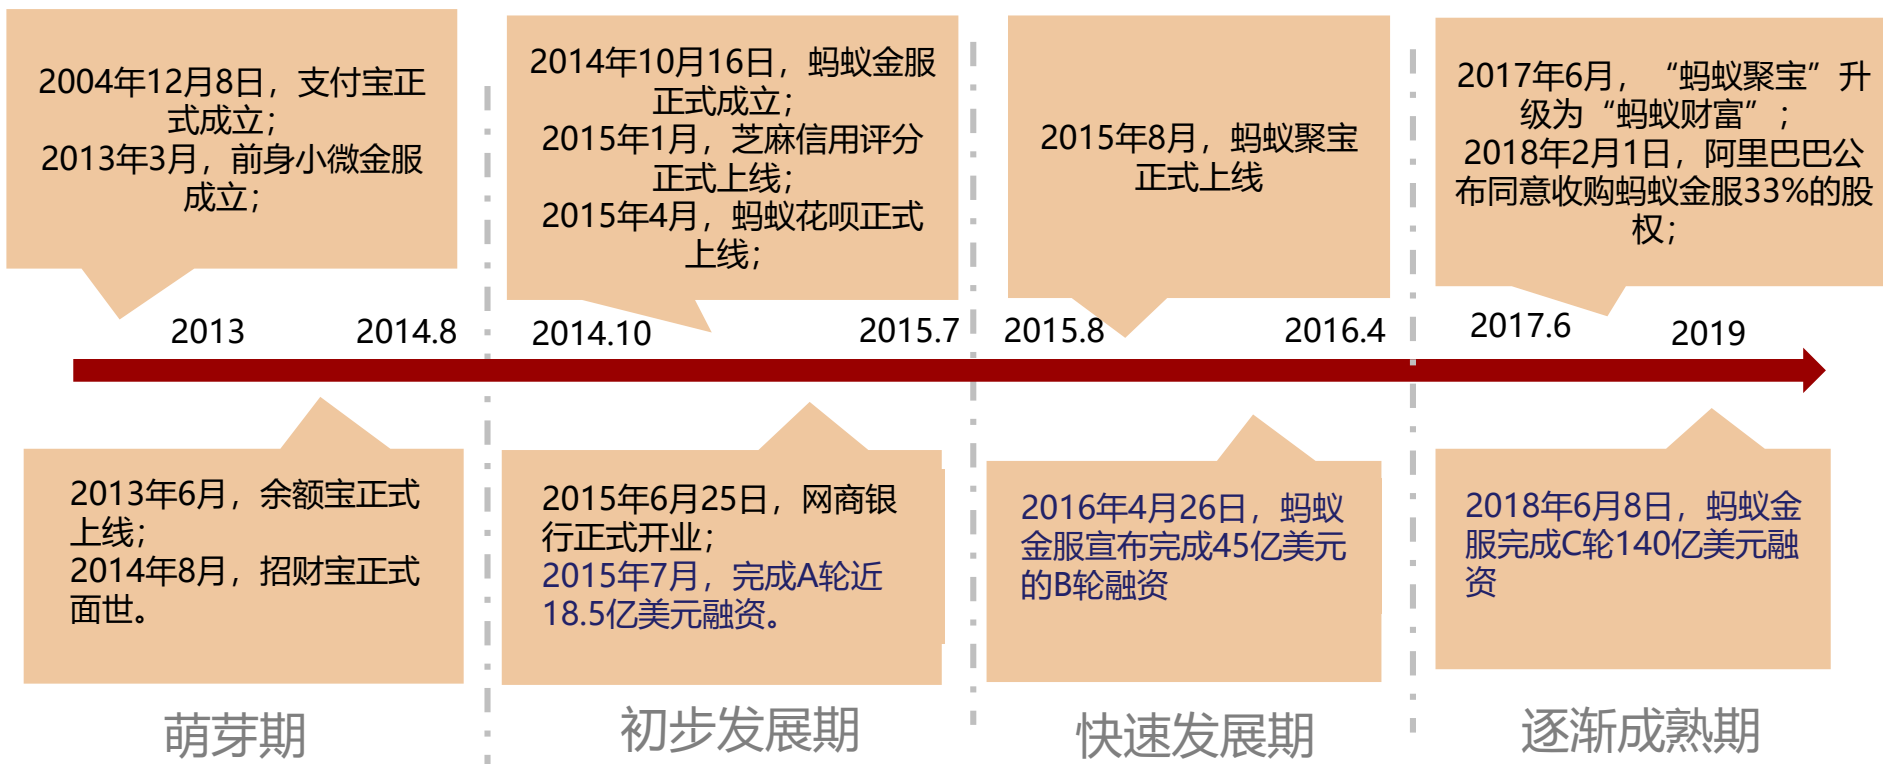 2004年12月8日，支付宝正
式成立；
2013年3月，前身小微金服
成立；
2014年10月16日，蚂蚁金服
正式成立；
2015年1月，芝麻信用评分
正式上线；
2015年4月，蚂蚁花呗正式
上线；
2015年8月，蚂蚁聚宝
正式上线
2017年6月，“蚂蚁聚宝”升
级为“蚂蚁财富”；
2018年2月1日，阿里巴巴公
布同意收购蚂蚁金服33%的股
权；
2013
2014.8
2014.10
2015.7
2015.8
2016.4
2017.6
2019
2013年6月，余额宝正式
上线；
2014年8月，招财宝正式
面世。
2015年6月25日，网商银
行正式开业；
2015年7月，完成A轮近
18.5亿美元融资。
2016年4月26日，蚂蚁
金服宣布完成45亿美元
的B轮融资
2018年6月8日，蚂蚁金
服完成C轮140亿美元融
资
萌芽期
初步发展期
快速发展期
逐渐成熟期